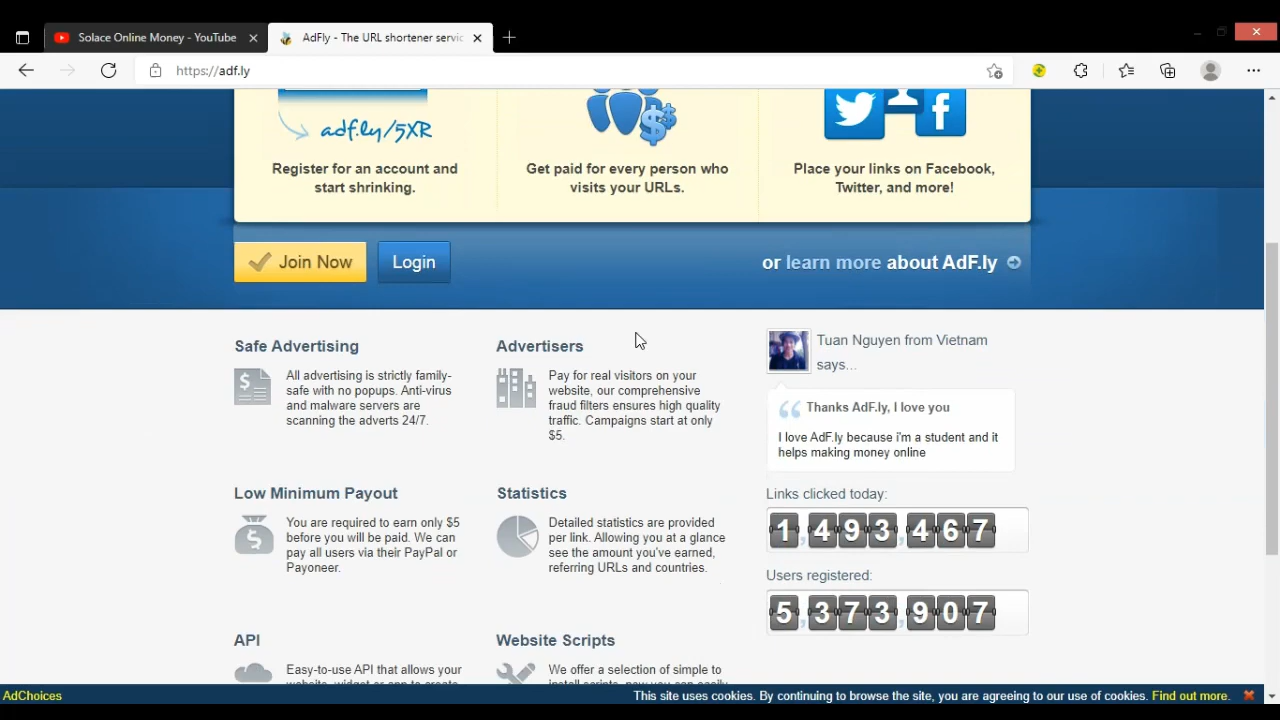 Solace Online Money - YouTube
AdFly - The URL shortener servic
https://adf.ly
adf.ly/5XR
Register for an account and
start shrinking.
Get paid for every person who
visits your URLs.
Place your links on Facebook,
Twitter, and more!
Join Now
Login
or learn more about AdF.ly
Safe Advertising
All advertising is strictly family-
safe with no popups. Anti-virus
and malware servers are
scanning the adverts 24/7.
Advertisers
Pay for real visitors on your
website, our comprehensive
fraud filters ensures high quality
traffic. Campaigns start at only
$5.
Tuan Nguyen from Vietnam
says...
Thanks AdF.ly, I love you
I love AdF.ly because i'm a student and it
helps making money online
Low Minimum Payout
You are required to earn only $5
before you will be paid. We can
pay all users via their PayPal or
Payoneer.
Statistics
Detailed statistics are provided
per link. Allowing you at a glance
see the amount you've earned,
referring URLs and countries.
Links clicked today:
1,493,467
Users registered:
5,373,907
API
Easy-to-use API that allows your
Website Scripts
We offer a selection of simple to
AdChoices
This site uses cookies. By continuing to browse the site, you are agreeing to our use of cookies. Find out more.